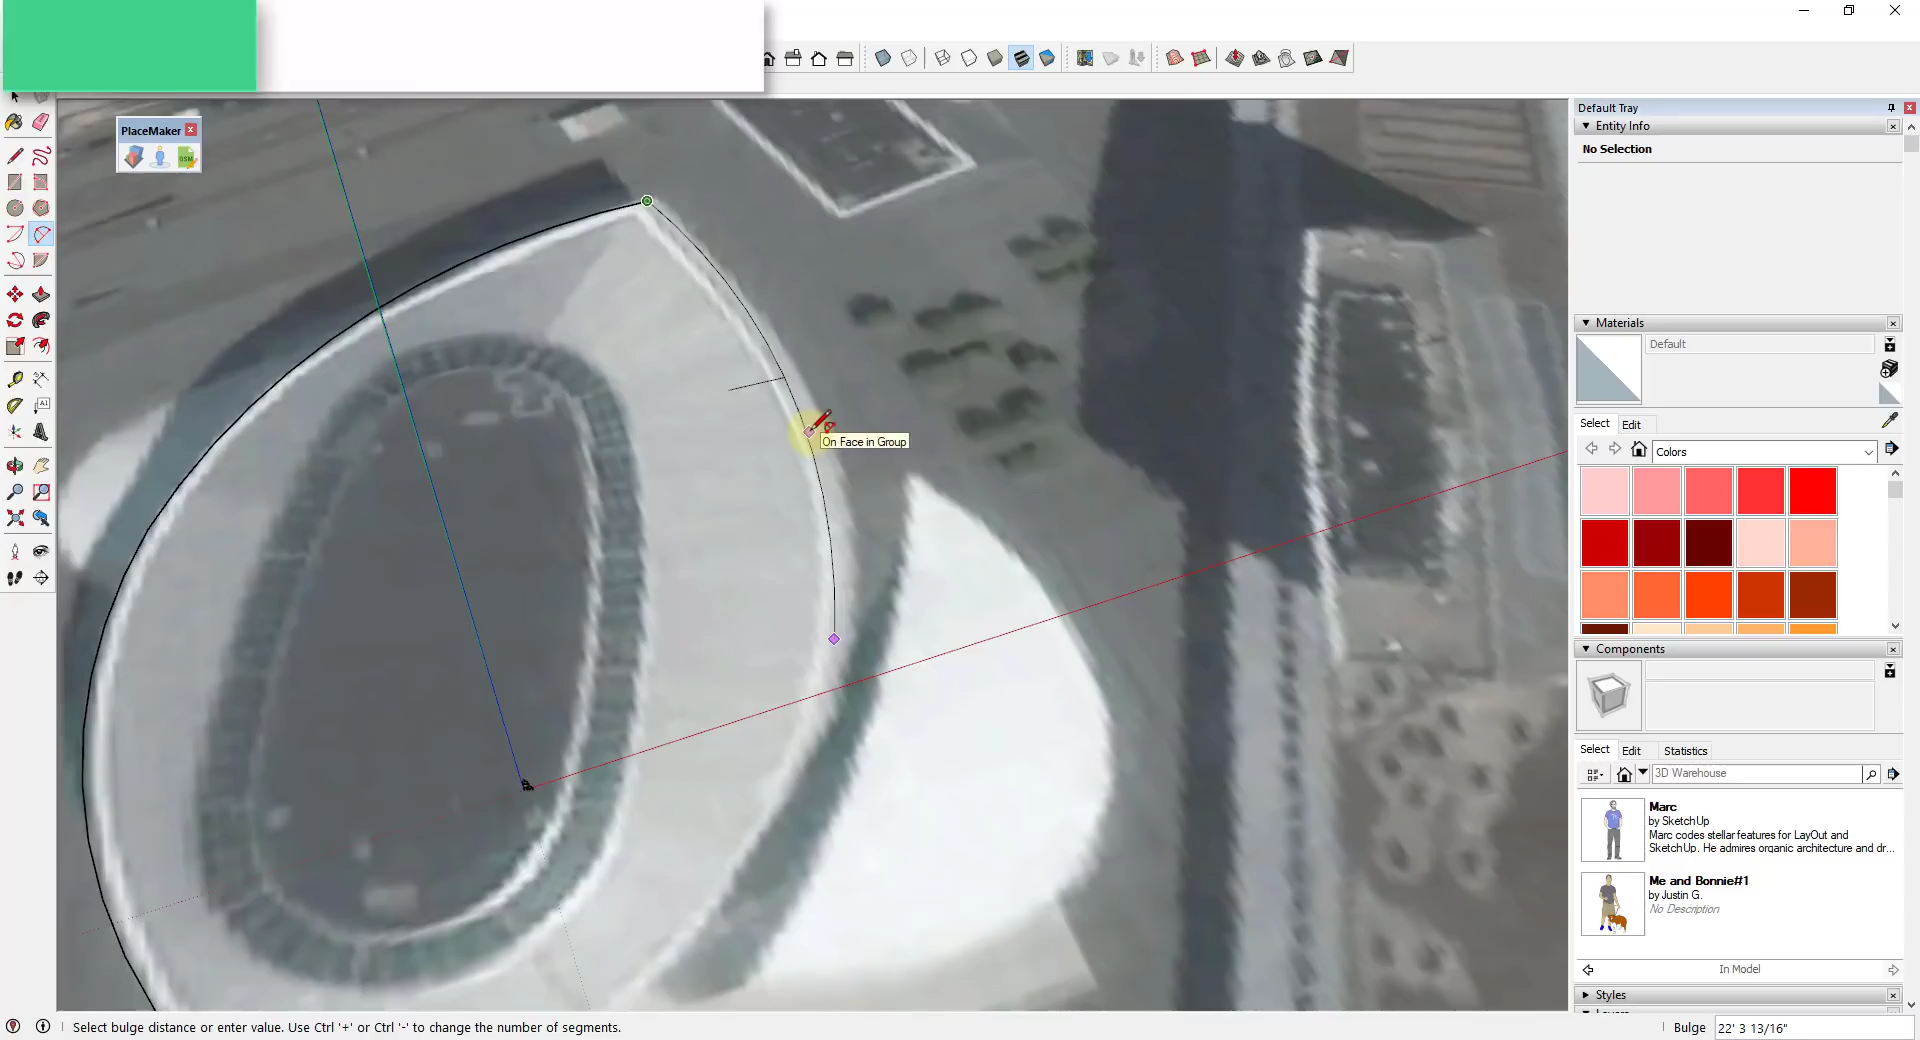 PlaceMaker
OSM
A1
On Face in Group
Default Tray
Entity Info
No Selection
Materials
Default
Select
Edit
Colors
Components
Select
Edit
Statistics
3D Warehouse
Marc
by SketchUp
Marc codes stellar features for LayOut and
SketchUp. He admires organic architecture and dr...
Me and Bonnie#1
by Justin G.
No Description
In Model
Styles
Select bulge distance or enter value. Use Ctrl '+' or Ctrl '-' to change the number of segments.
Bulge
22' 3 13/16"